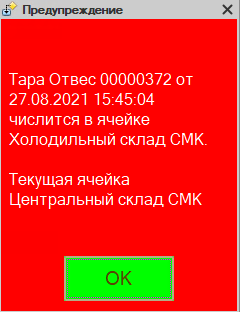 Предупреждение
Тара Отвес 00000372 от
27.08.2021 15:45:04
числится в ячейке
Холодильный склад СМК.
Текущая ячейка
Центральный склад СМК
OK